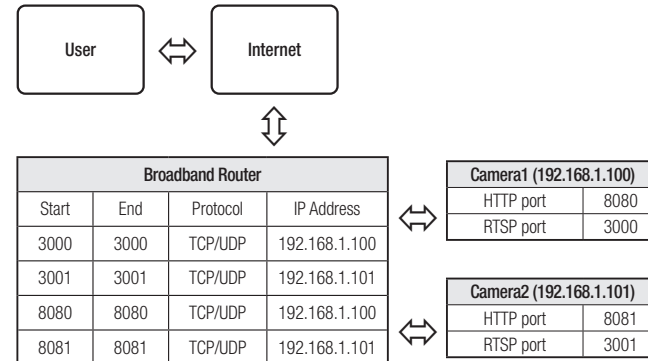 User
Internet
Broadband Router
Start End Protocol IP Address
3000 3000 TCP/UDP 192.168.1.100
3001 3001 TCP/UDP 192.168.1.101
8080 8080 TCP/UDP 192.168.1.100
8081 8081 TCP/UDP 192.168.1.101
Camera1 (192.168.1.100)
HTTP port 8080
RTSP port 3000
Camera2 (192.168.1.101)
HTTP port 8081
RTSP port 3001